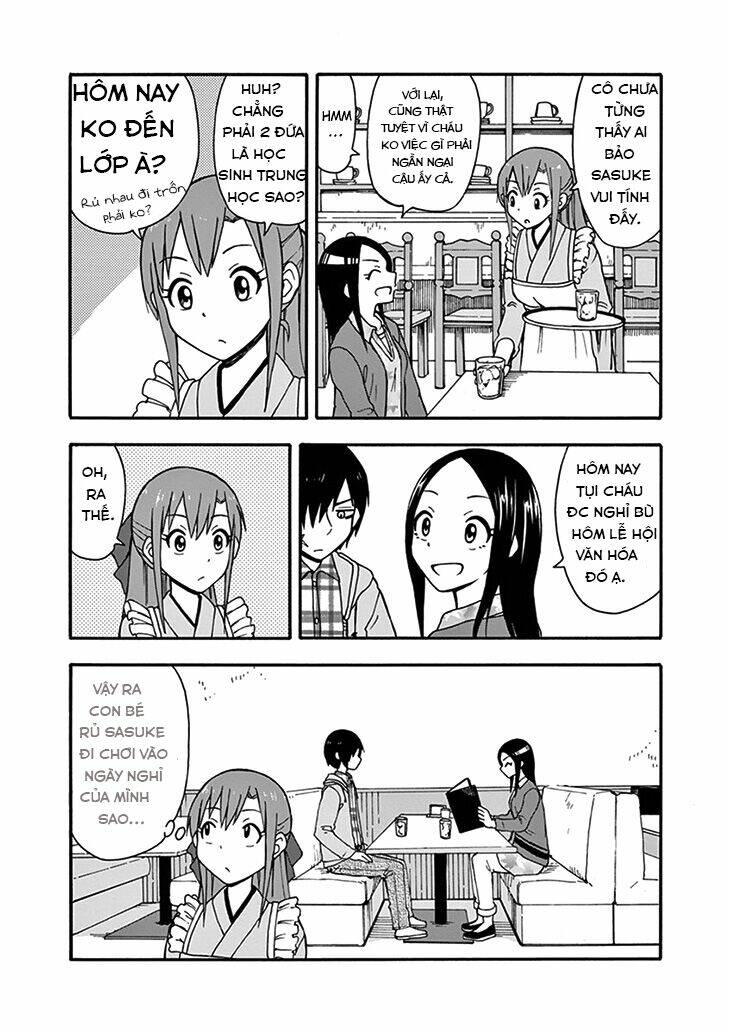 CÔ CHƯA
TỪNG
THẤY AI
BẢO
SASUKE
VUI TÍNH
ĐẤY.
VỚI LẠI,
CŨNG THẬT
TUYỆT VÌ CHÁU
KO VIỆC GÌ PHẢI
NGẦN NGẠI
CẬU ẤY CẢ.
HMM
...
HUH?
CHẲNG
PHẢI 2 ĐỨA
LÀ HỌC
SINH TRUNG
HỌC SAO?
HÔM NAY
KO ĐẾN
LỚP À?
Rủ nhau đi trốn
phải ko?
HÔM NAY
TỤI CHÁU
ĐC NGHỈ BÙ
HÔM LỄ HỘI
VĂN HÓA
ĐÓ Ạ.
OH,
RA
THẾ.
VẬY RA
CON BÉ
RỦ SASUKE
ĐI CHƠI VÀO
NGÀY NGHỈ
CỦA MÌNH
SAO...